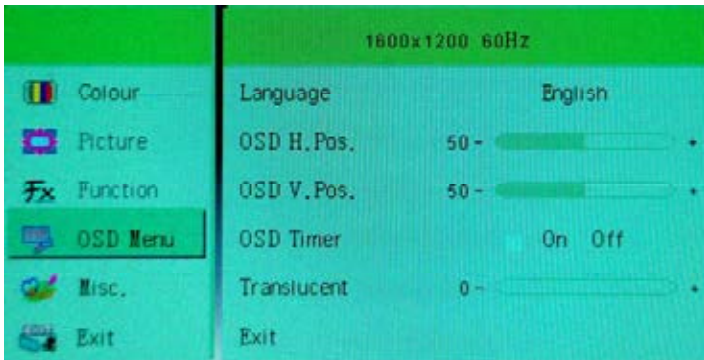 1600x1200 60Hz
Colour
Picture
Function
OSD Menu
Misc.
Exit
Language English
OSD H.Pos. 50 - +
OSD V.Pos. 50 - +
OSD Timer On Off
Translucent 0 - +
Exit